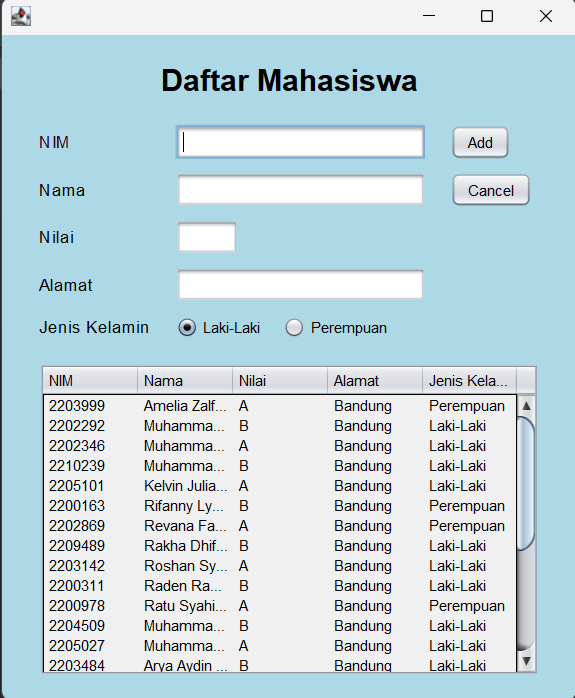 Daftar Mahasiswa
NIM Add
Nama Cancel
Nilai
Alamat
Jenis Kelamin Laki-Laki Perempuan
NIM Nama Nilai Alamat Jenis Kela...
2203999 Amelia Zalf... A Bandung Perempuan
2202292 Muhamma... B Bandung Laki-Laki
2202346 Muhamma... A Bandung Laki-Laki
2210239 Muhamma... B Bandung Laki-Laki
2205101 Kelvin Julia... A Bandung Laki-Laki
2200163 Rifanny Ly... B Bandung Perempuan
2202869 Revana Fa... A Bandung Perempuan
2209489 Rakha Dhif... B Bandung Laki-Laki
2203142 Roshan Sy... A Bandung Laki-Laki
2200311 Raden Ra... B Bandung Laki-Laki
2200978 Ratu Syahi... A Bandung Perempuan
2204509 Muhamma... B Bandung Laki-Laki
2205027 Muhamma... A Bandung Laki-Laki
2203484 Arya Aydin ... B Bandung Laki-Laki